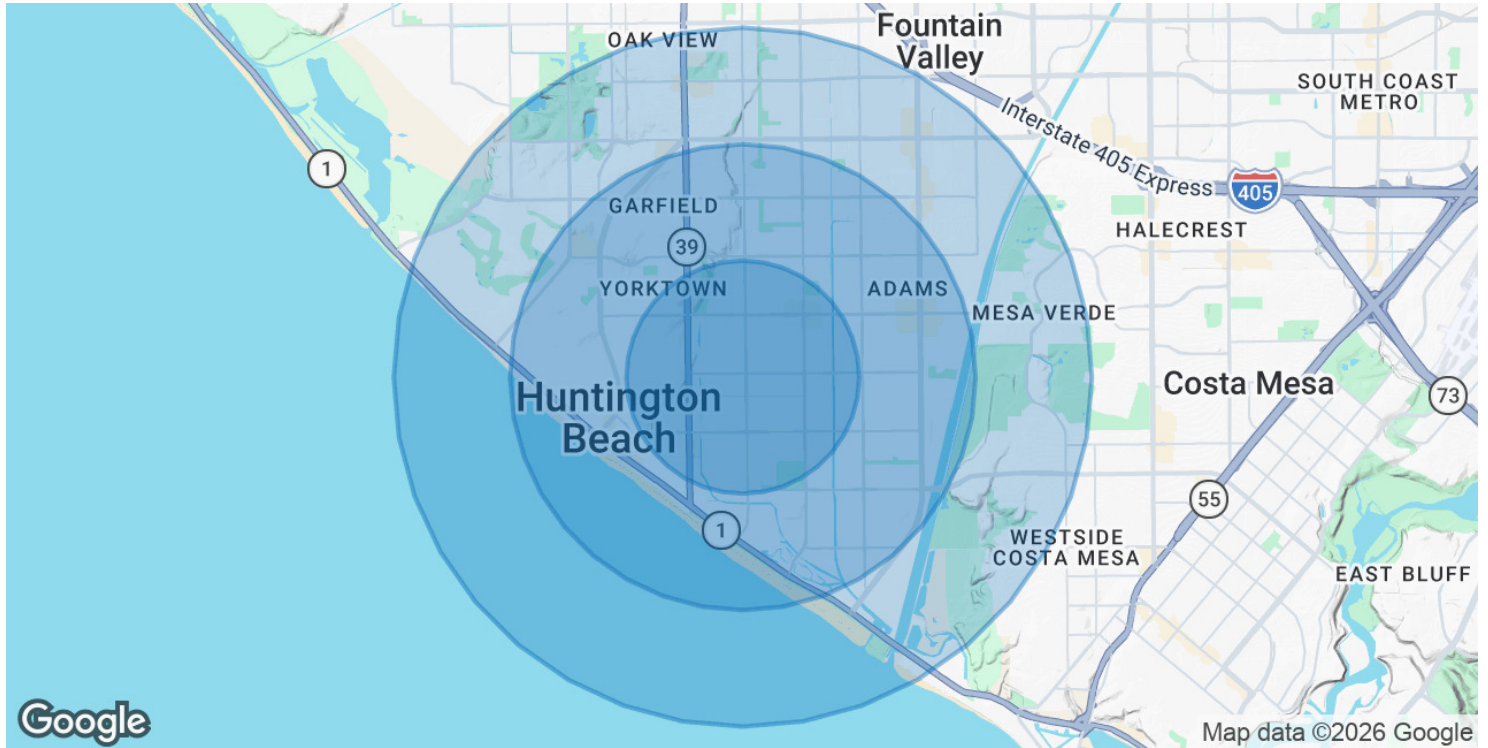 OAK VIEW
Fountain
Valley
SOUTH COAST
METRO
Interstate 405 Express
405
1
GARFIELD
39
HALECREST
YORKTOWN
ADAMS
MESA VERDE
Huntington
Beach
Costa Mesa
73
55
1
WESTSIDE
COSTA MESA
EAST BLUFF
Google
Map data ©2026 Google